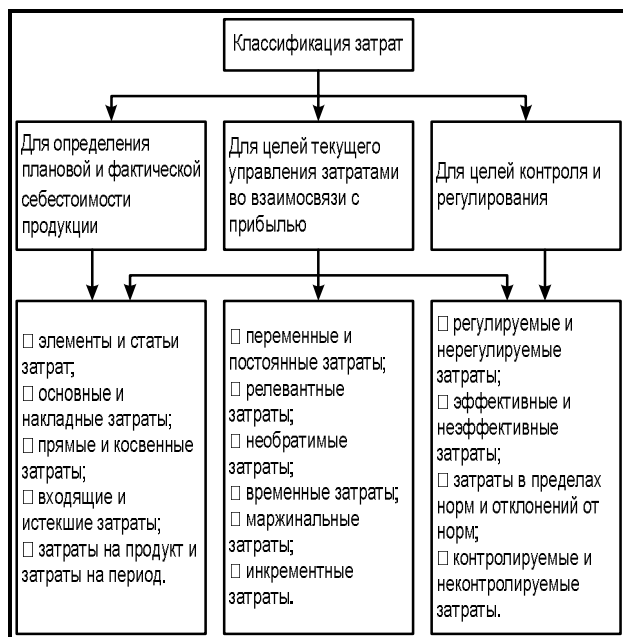 Классификация затрат
Для определения
плановой и фактической
себестоимости
продукции
Для целей текущего
управления затратами
во взаимосвязи с
прибылью
Для целей контроля и
регулирования
□ элементы и статьи
затрат;
□ основные и
накладные затраты;
□ прямые и косвенные
затраты;
□ входящие и
истекшие затраты;
□ затраты на продукт и
затраты на период.
□ переменные и
постоянные затраты;
□ релевантные
затраты;
□ необратимые
затраты;
□ временные затраты;
□ маржинальные
затраты;
□ инкрементные
затраты.
□ регулируемые и
нерегулируемые
затраты;
□ эффективные и
неэффективные
затраты;
□ затраты в пределах
норм и отклонений от
норм;
□ контролируемые и
неконтролируемые
затраты.